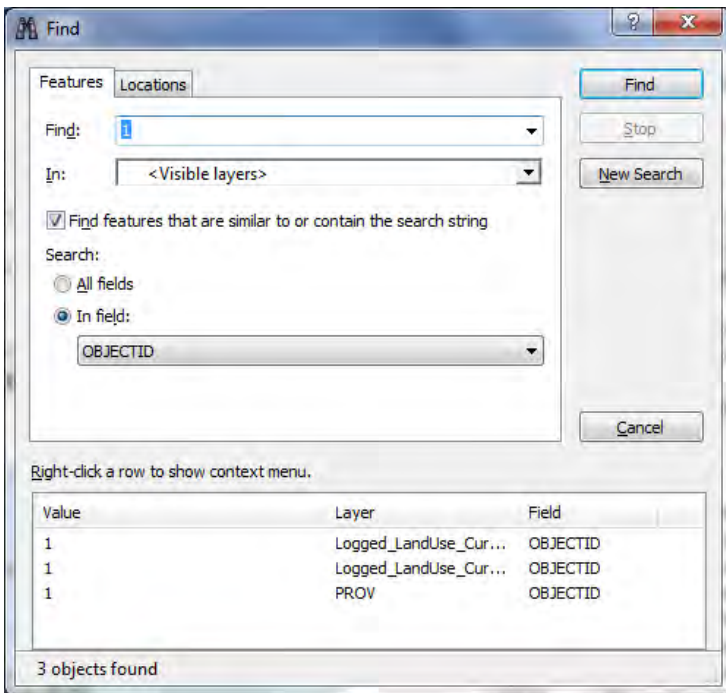 Find
Features Locations
Find
Find: 1
Stop
In: <Visible layers>
New Search
Find features that are similar to or contain the search string
Search:
All fields
In field:
OBJECTID
Cancel
Right-click a row to show context menu.
Value Layer Field
1 Logged_LandUse_Cur... OBJECTID
1 Logged_LandUse_Cur... OBJECTID
1 PROV OBJECTID
3 objects found